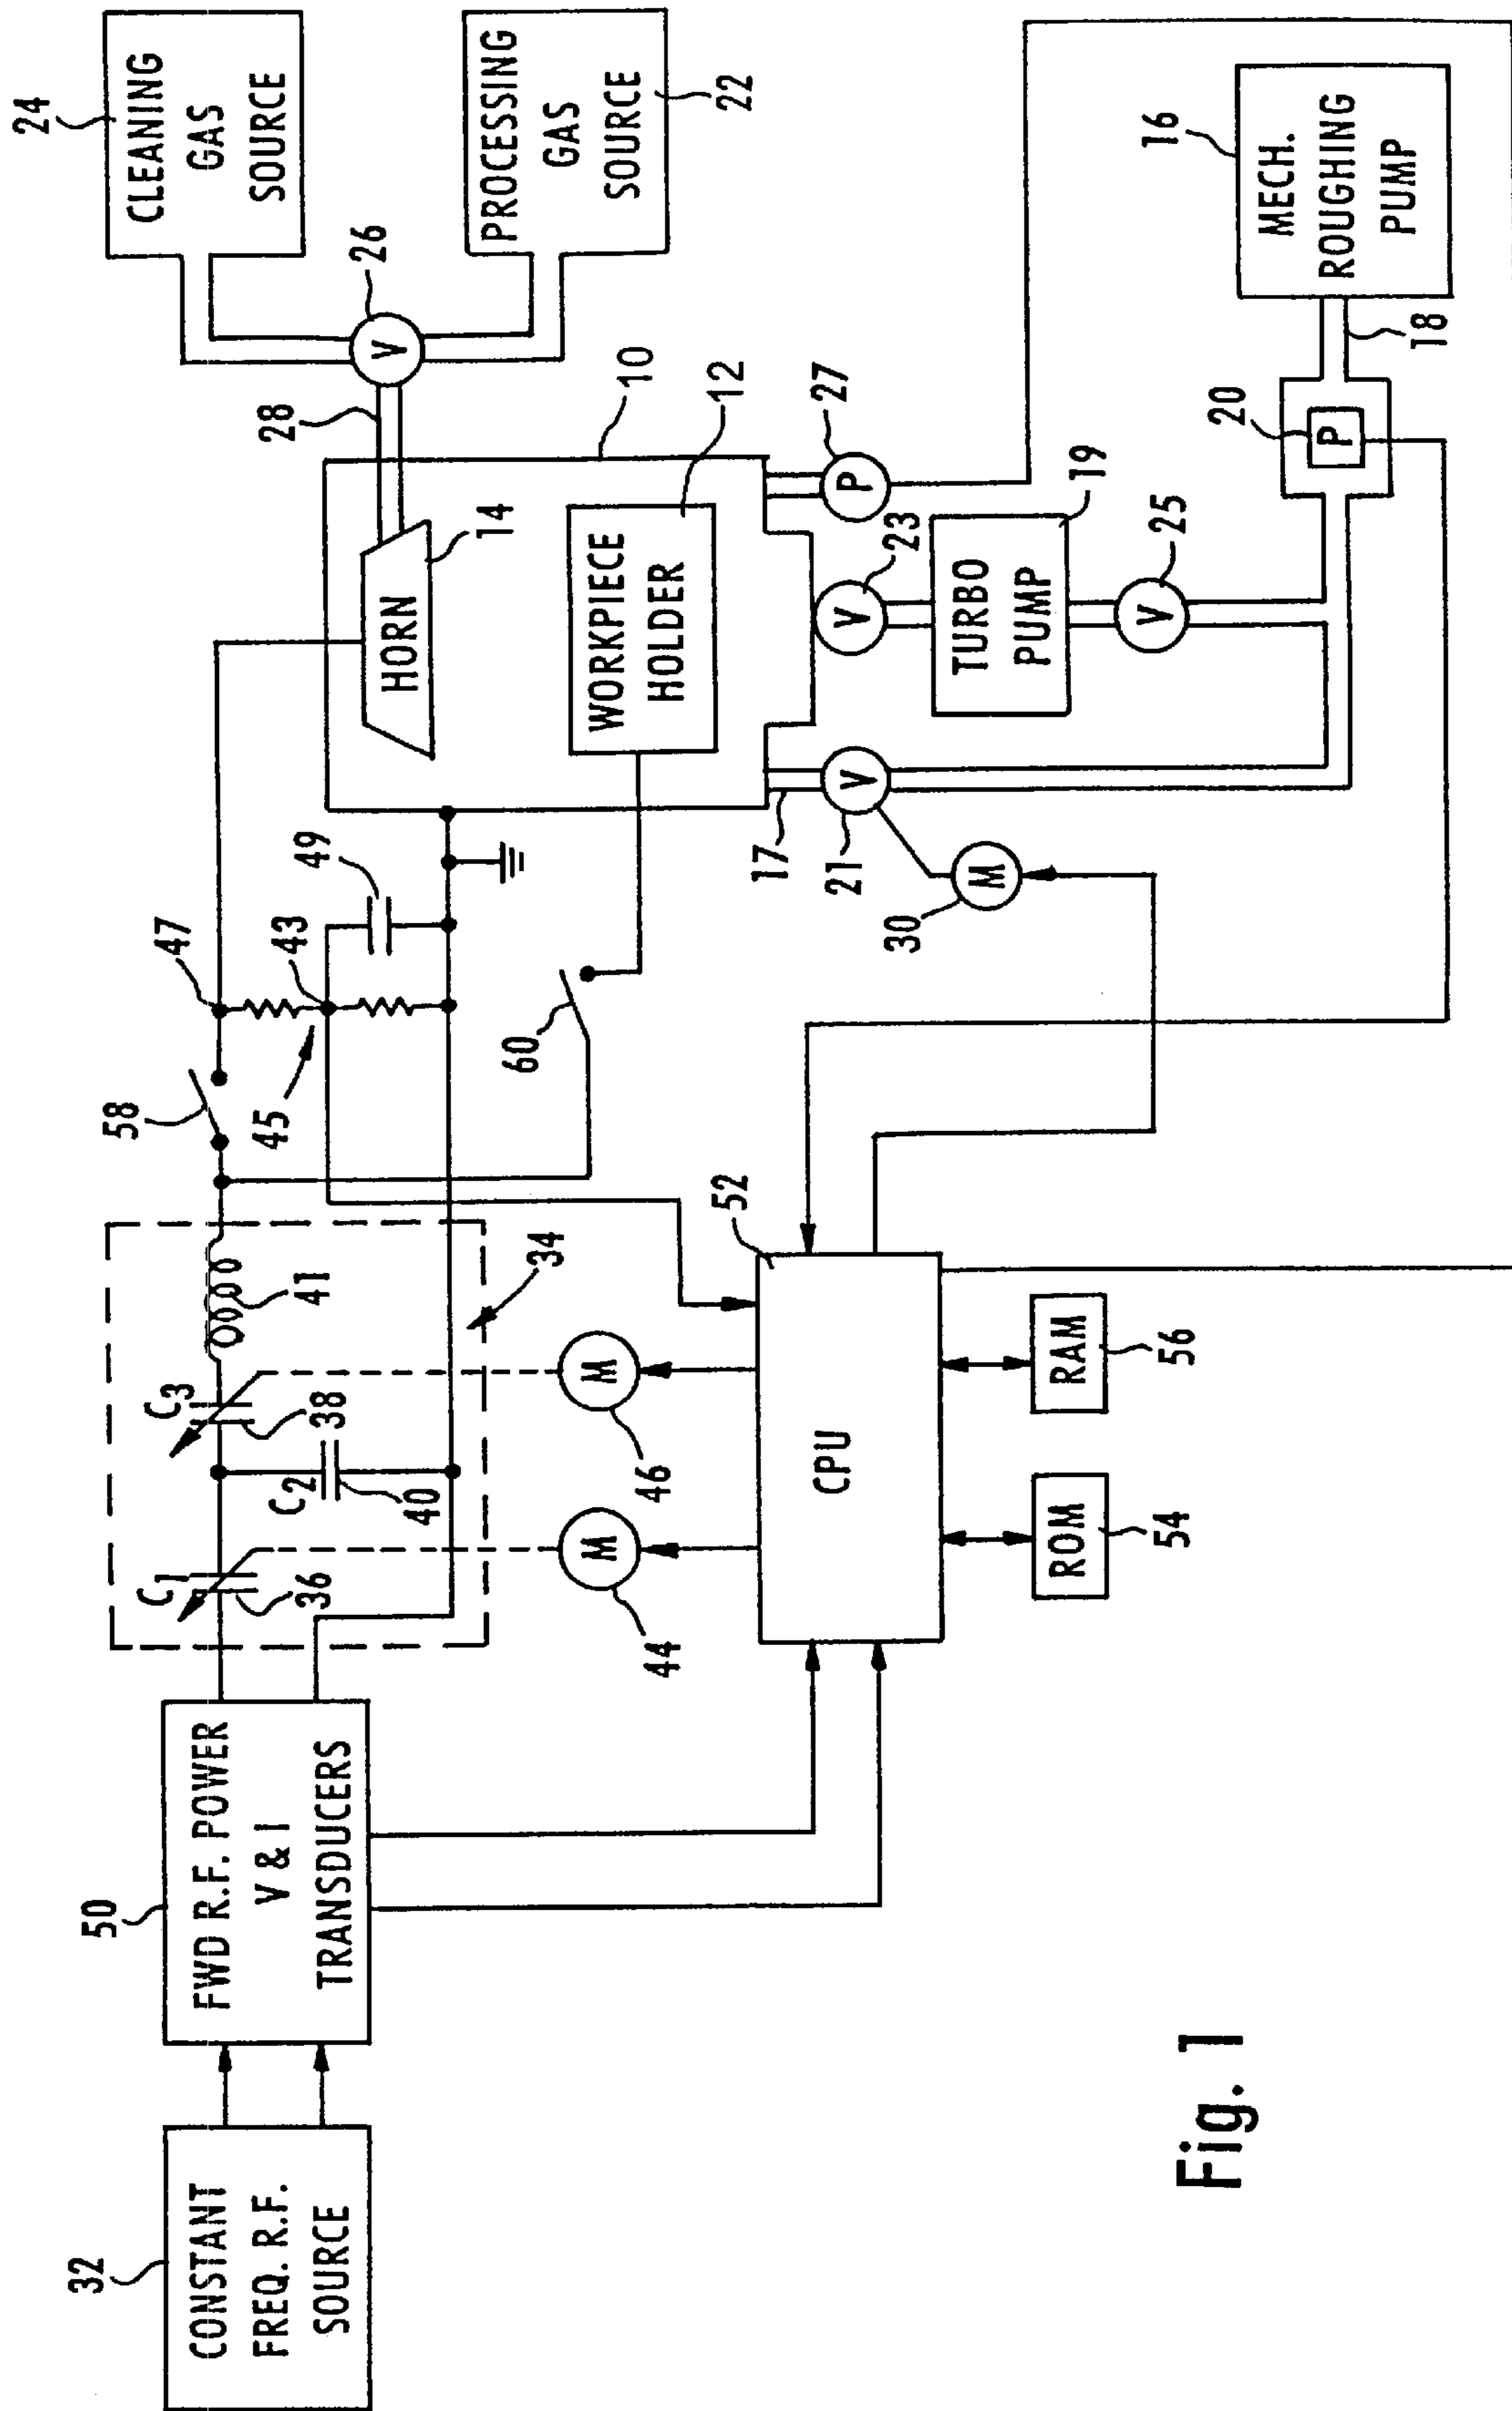 32
CONSTANT
FREQ. R.F.
SOURCE
50
FWD R.F. POWER
V & I
TRANSDUCERS
C1
36
C2
40
C3
38
41
34
44
M
46
M
58
45
47
43
49
60
52
CPU
ROM
54
RAM
56
24
CLEANING
GAS
SOURCE
26
V
28
PROCESSING
GAS
SOURCE
22
HORN
14
10
WORKPIECE
HOLDER
12
17
V
21
M
30
V
23
P
27
TURBO
PUMP
19
V
25
20
P
18
MECH.
ROUGHING
PUMP
16
Fig. 1